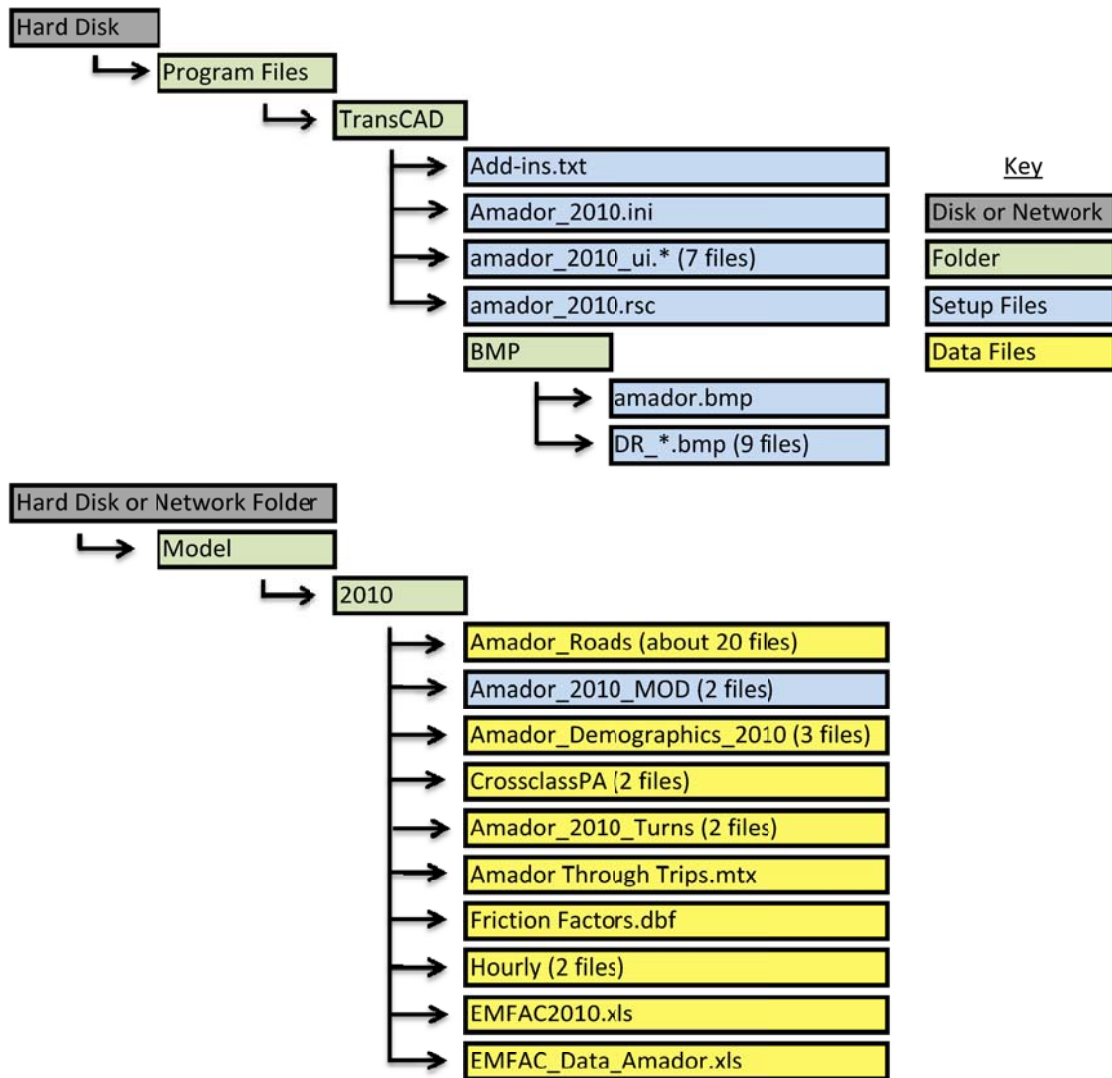 Hard Disk
Program Files
TransCAD
Add-ins.txt
Amador_2010.ini
amador_2010_ui.* (7 files)
amador_2010.rsc
BMP
amador.bmp
DR_*.bmp (9 files)
Key
Disk or Network
Folder
Setup Files
Data Files
Hard Disk or Network Folder
Model
2010
Amador_Roads (about 20 files)
Amador_2010_MOD (2 files)
Amador_Demographics_2010 (3 files)
CrossclassPA (2 files)
Amador_2010_Turns (2 files)
Amador Through Trips.mtx
Friction Factors.dbf
Hourly (2 files)
EMFAC2010.xls
EMFAC_Data_Amador.xls